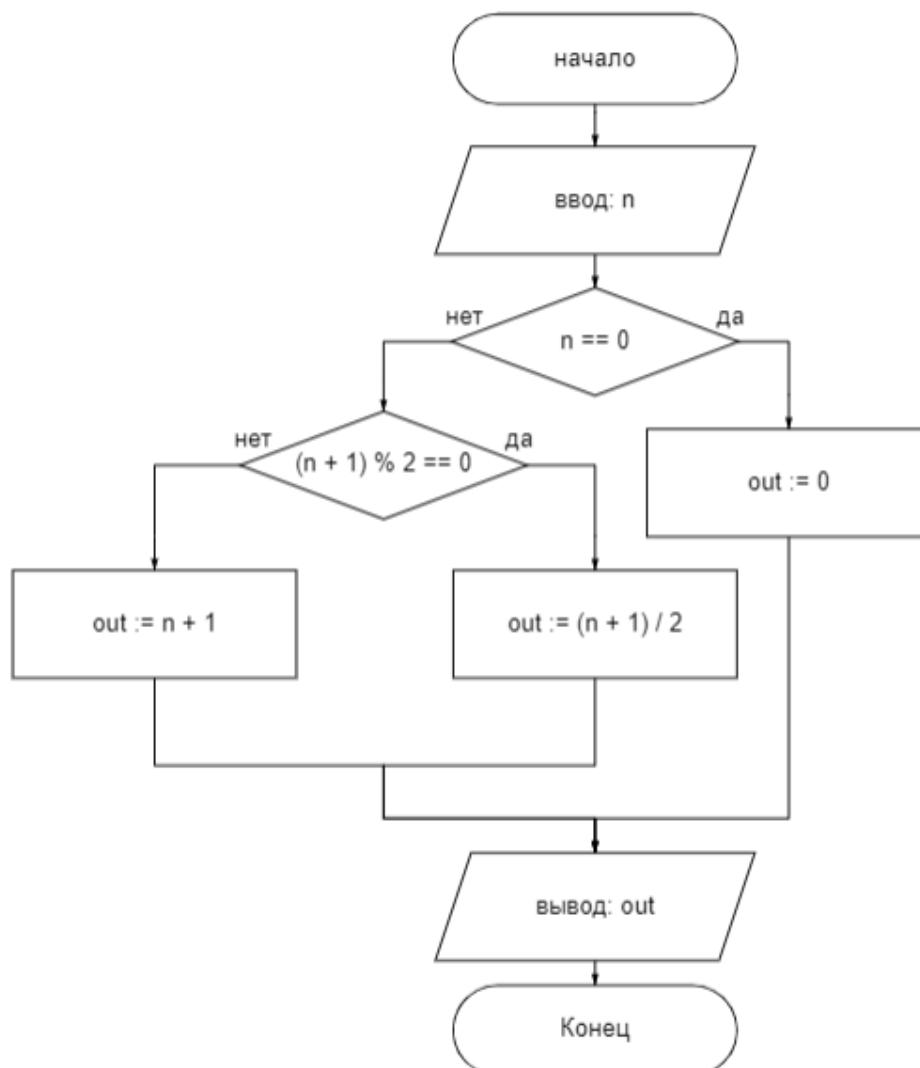 начало
ввод: n
нет
да
n == 0
нет
да
(n + 1) % 2 == 0
out := 0
out := n + 1
out := (n + 1) / 2
вывод: out
Конец